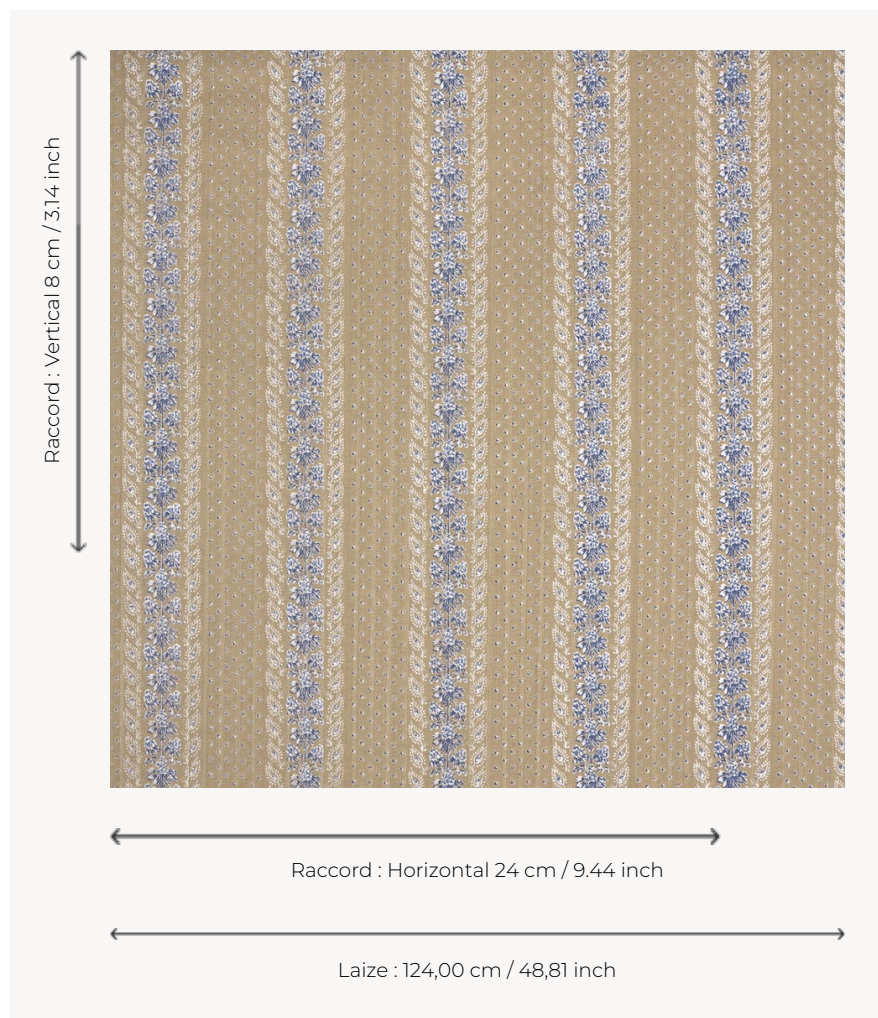 Raccord : Vertical 8 cm / 3.14 inch
Raccord : Horizontal 24 cm / 9.44 inch
Laize : 124,00 cm / 48,81 inch